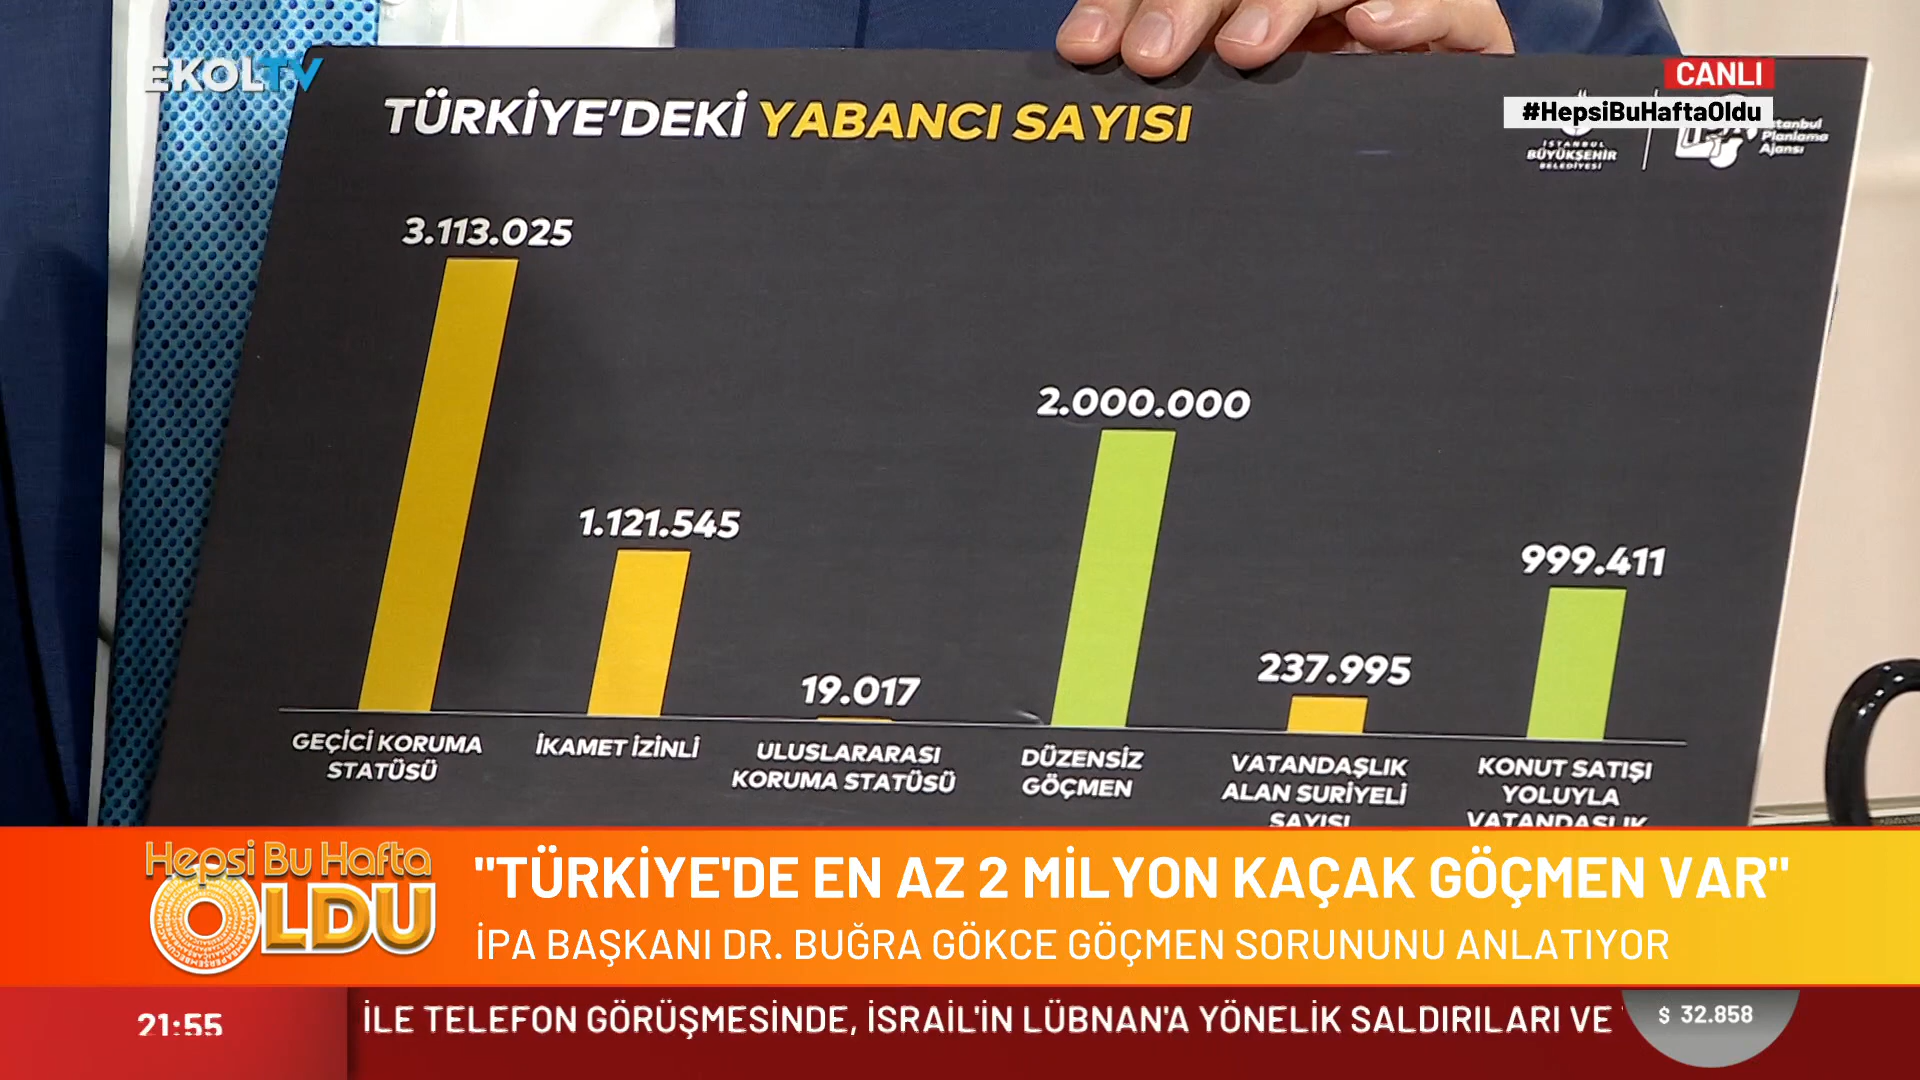 EKOLTV
CANLI
#HepsiBuHaftaOldu
TÜRKİYE'DEKİ YABANCI SAYISI
İSTANBUL
BÜYÜKŞEHİR
BELEDİYESİ
İstanbul
Planlama
Ajansı
3.113.025
1.121.545
19.017
2.000.000
237.995
999.411
GEÇİCİ KORUMA
STATÜSÜ
İKAMET İZİNLİ
ULUSLARARASI
KORUMA STATÜSÜ
DÜZENSİZ
GÖÇMEN
VATANDAŞLIK
ALAN SURİYELİ
SAYISI
KONUT SATIŞI
YOLUYLA
VATANDAŞLIK
Hepsi Bu Hafta
OLDU
"TÜRKİYE'DE EN AZ 2 MİLYON KAÇAK GÖÇMEN VAR"
İPA BAŞKANI DR. BUĞRA GÖKCE GÖÇMEN SORUNUNU ANLATIYOR
21:55
İLE TELEFON GÖRÜŞMESİNDE, İSRAİL'İN LÜBNAN'A YÖNELİK SALDIRILARI VE
$ 32.858